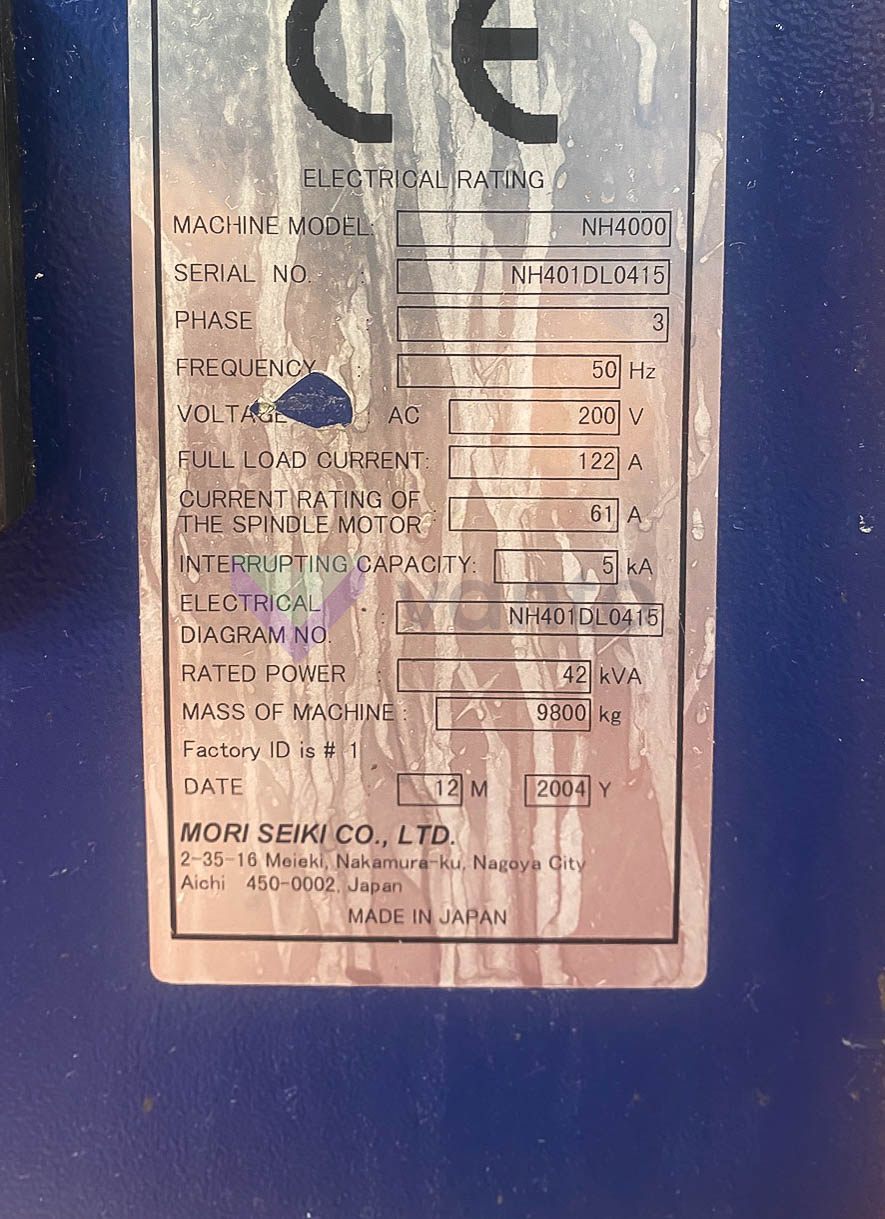 CE
ELECTRICAL RATING
MACHINE MODEL: NH4000
SERIAL NO. : NH401DL0415
PHASE : 3
FREQUENCY : 50 Hz
VOLTAGE : AC 200 V
FULL LOAD CURRENT: 122 A
CURRENT RATING OF
THE SPINDLE MOTOR : 61 A
INTERRUPTING CAPACITY: 5 kA
ELECTRICAL
DIAGRAM NO. : NH401DL0415
RATED POWER : 42 kVA
MASS OF MACHINE : 9800 kg
Factory ID is # 1
DATE : 12 M 2004 Y
MORI SEIKI CO., LTD.
2-35-16 Meieki, Nakamura-ku, Nagoya City
Aichi 450-0002, Japan
MADE IN JAPAN